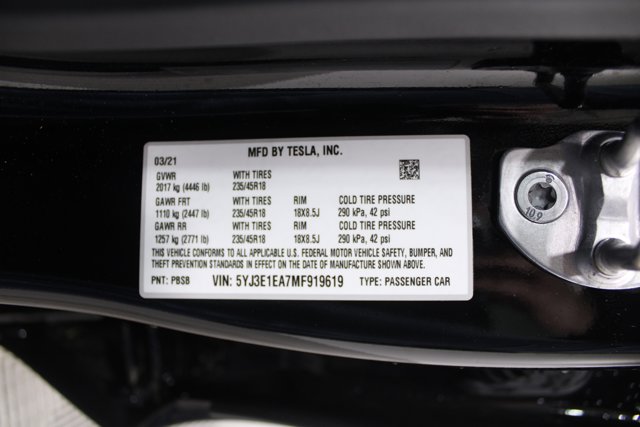 MFD BY TESLA, INC.
03/21
GVWR WITH TIRES
2017 kg (4446 lb) 235/45R18
GAWR FRT WITH TIRES RIM COLD TIRE PRESSURE
1110 kg (2447 lb) 235/45R18 18X8.5J 290 kPa, 42 psi
GAWR RR WITH TIRES RIM COLD TIRE PRESSURE
1257 kg (2771 lb) 235/45R18 18X8.5J 290 kPa, 42 psi
THIS VEHICLE CONFORMS TO ALL APPLICABLE U.S. FEDERAL MOTOR VEHICLE SAFETY, BUMPER, AND
THEFT PREVENTION STANDARDS IN EFFECT ON THE DATE OF MANUFACTURE SHOWN ABOVE.
PNT: PBSB VIN: 5YJ3E1EA7MF919619 TYPE: PASSENGER CAR
10.9